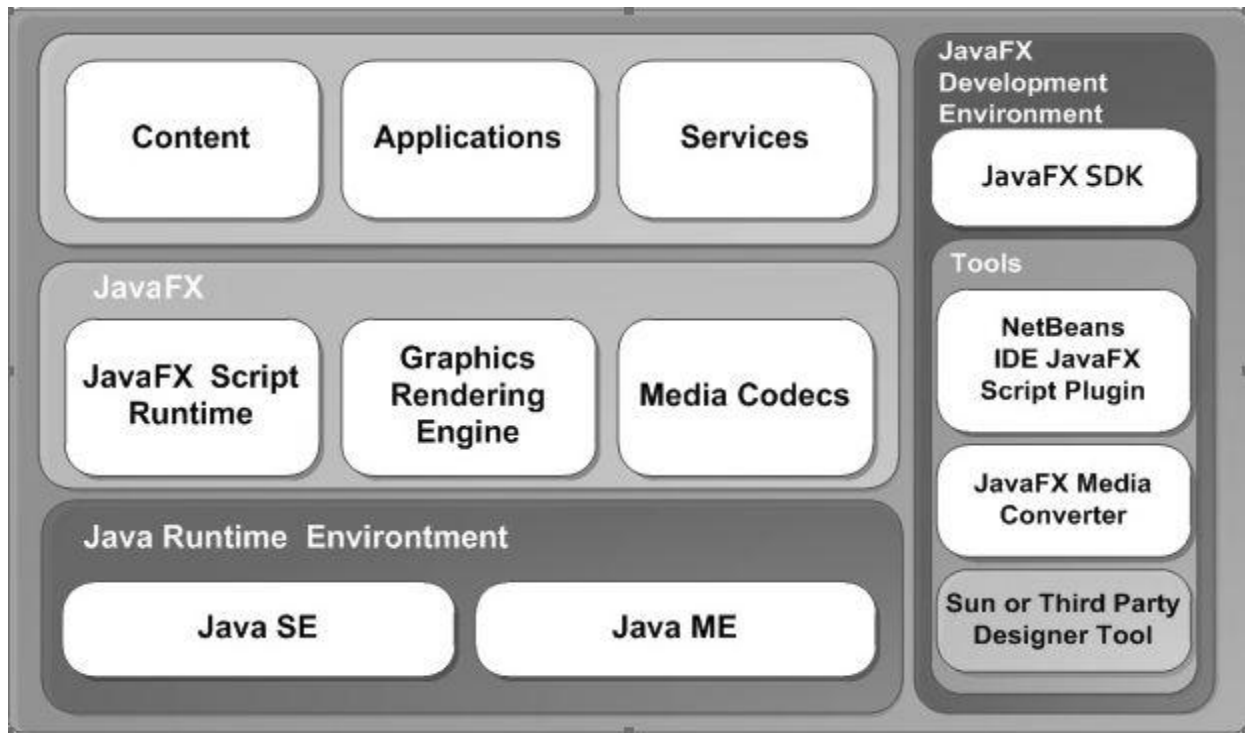 Content
Applications
Services
JavaFX
JavaFX Script
Runtime
Graphics
Rendering
Engine
Media Codecs
Java Runtime Environtment
Java SE
Java ME
JavaFX
Development
Environment
JavaFX SDK
Tools
NetBeans
IDE JavaFX
Script Plugin
JavaFX Media
Converter
Sun or Third Party
Designer Tool